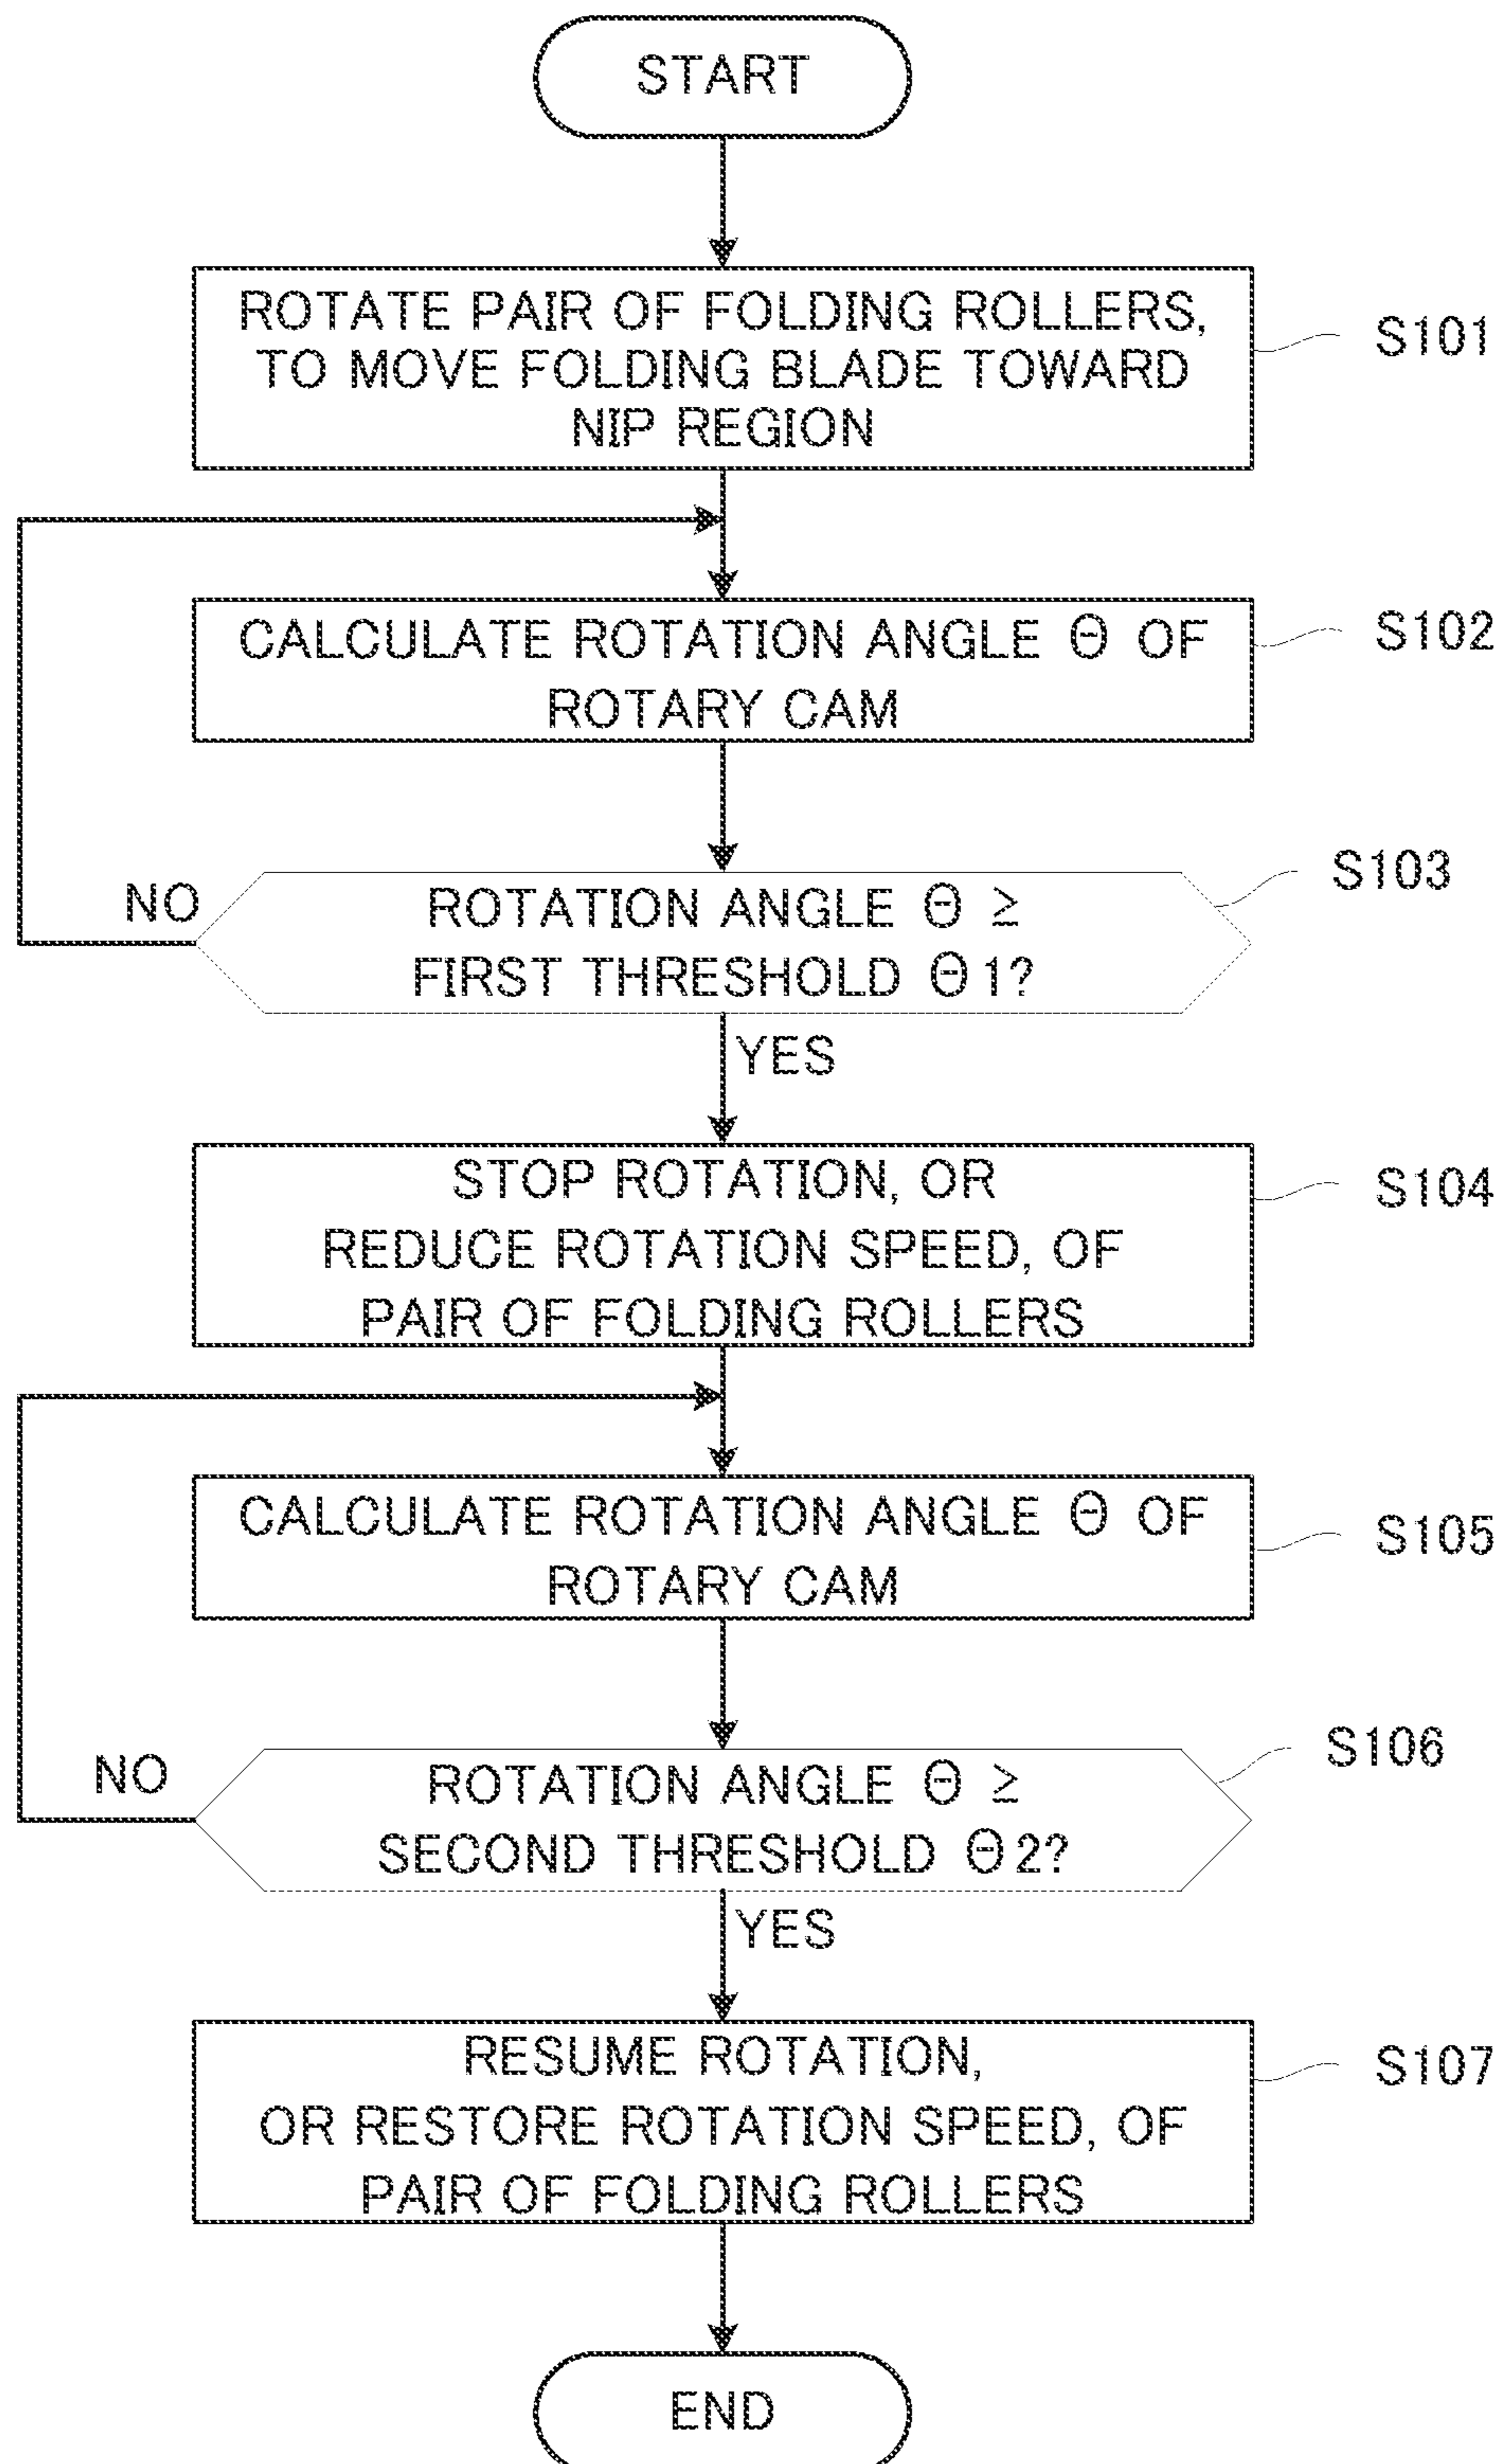 START
ROTATE PAIR OF FOLDING ROLLERS,
TO MOVE FOLDING BLADE TOWARD
NIP REGION
S101
CALCULATE ROTATION ANGLE Θ OF
ROTARY CAM
S102
ROTATION ANGLE Θ ≧
FIRST THRESHOLD Θ1?
S103
NO
YES
STOP ROTATION, OR
REDUCE ROTATION SPEED, OF
PAIR OF FOLDING ROLLERS
S104
CALCULATE ROTATION ANGLE Θ OF
ROTARY CAM
S105
ROTATION ANGLE Θ ≧
SECOND THRESHOLD Θ2?
S106
NO
YES
RESUME ROTATION,
OR RESTORE ROTATION SPEED, OF
PAIR OF FOLDING ROLLERS
S107
END